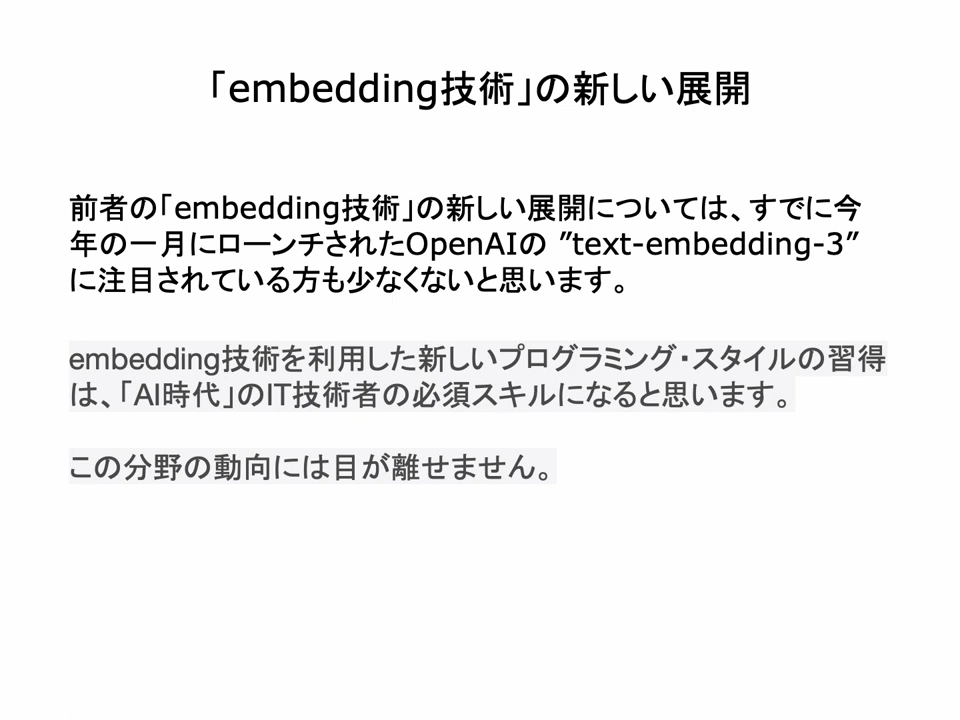 「embedding技術」の新しい展開
前者の「embedding技術」の新しい展開については、すでに今
年の一月にローンチされたOpenAIの ”text-embedding-3”
に注目されている方も少なくないと思います。
embedding技術を利用した新しいプログラミング・スタイルの習得
は、「AI時代」のIT技術者の必須スキルになると思います。
この分野の動向には目が離せません。